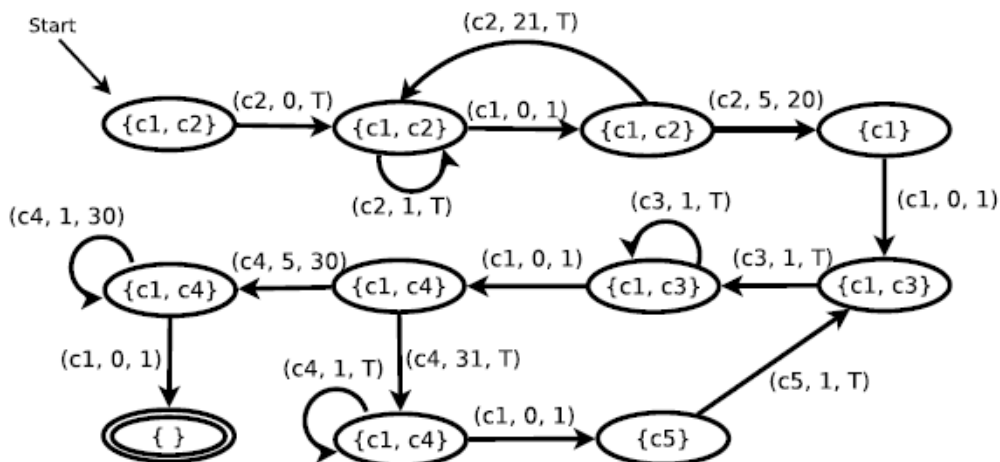 (c2, 21, T)
Start
(c2, 0, T)
(c1, 0, 1)
(c2, 5, 20)
{c1, c2}
{c1, c2}
{c1, c2}
{c1}
(c2, 1, T)
(c3, 1, T)
(c1, 0, 1)
(c4, 1, 30)
(c4, 5, 30)
(c1, 0, 1)
(c3, 1, T)
{c1, c4}
{c1, c4}
{c1, c3}
{c1, c3}
(c1, 0, 1)
(c4, 31, T)
(c4, 1, T)
(c5, 1, T)
(c1, 0, 1)
{ }
{c1, c4}
{c5}